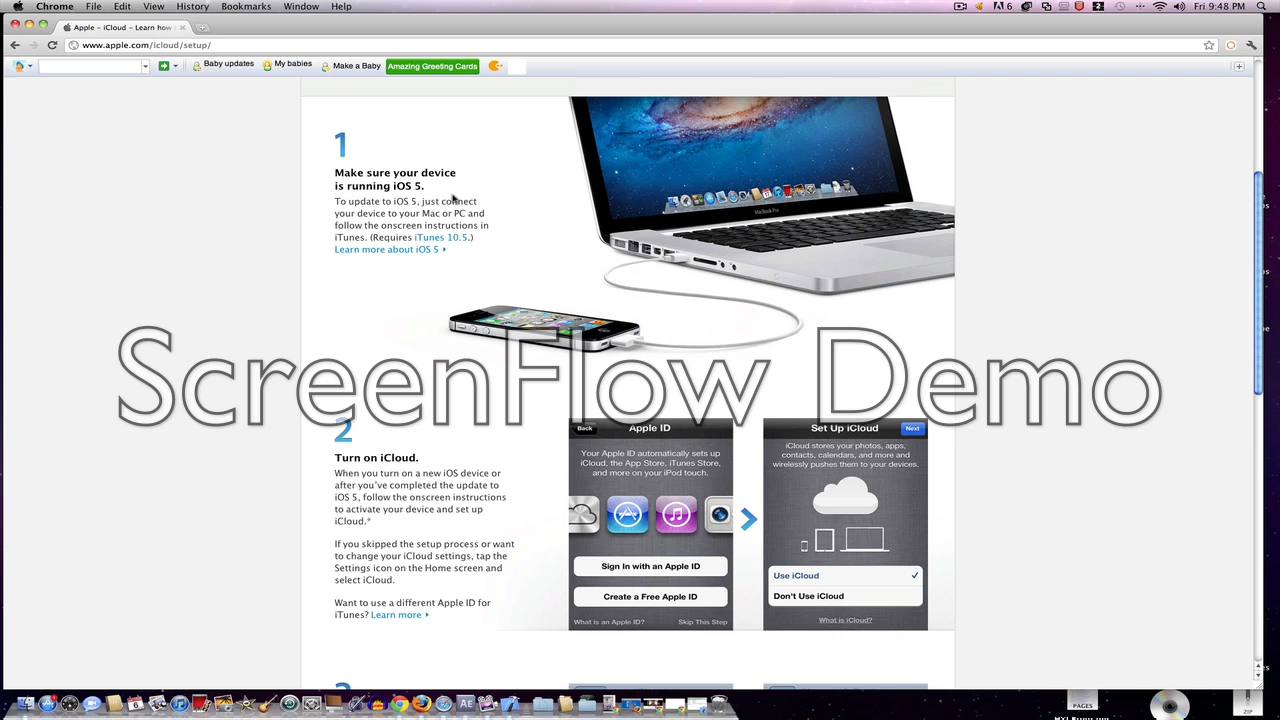 Chrome File Edit View History Bookmarks Window Help
6 2 Fri 9:48 PM
Apple – iCloud – Learn how
www.apple.com/icloud/setup/
Baby updates My babies Make a Baby Amazing Greeting Cards
1
Make sure your device
is running iOS 5.
To update to iOS 5, just connect
your device to your Mac or PC and
follow the onscreen instructions in
iTunes. (Requires iTunes 10.5.)
Learn more about iOS 5
MacBook Pro
ScreenFlow Demo
2
Turn on iCloud.
When you turn on a new iOS device or
after you’ve completed the update to
iOS 5, follow the onscreen instructions
to activate your device and set up
iCloud.*
If you skipped the setup process or want
to change your iCloud settings, tap the
Settings icon on the Home screen and
select iCloud.
Want to use a different Apple ID for
iTunes? Learn more
Back Apple ID
Your Apple ID automatically sets up
iCloud, the App Store, iTunes Store,
and more on your iPod touch.
Sign In with an Apple ID
Create a Free Apple ID
What is an Apple ID? Skip This Step
Set Up iCloud Next
iCloud stores your photos, apps,
contacts, calendars, and more and
wirelessly pushes them to your devices.
Use iCloud
Don't Use iCloud
What is iCloud?
AE
PAGES
ZIP